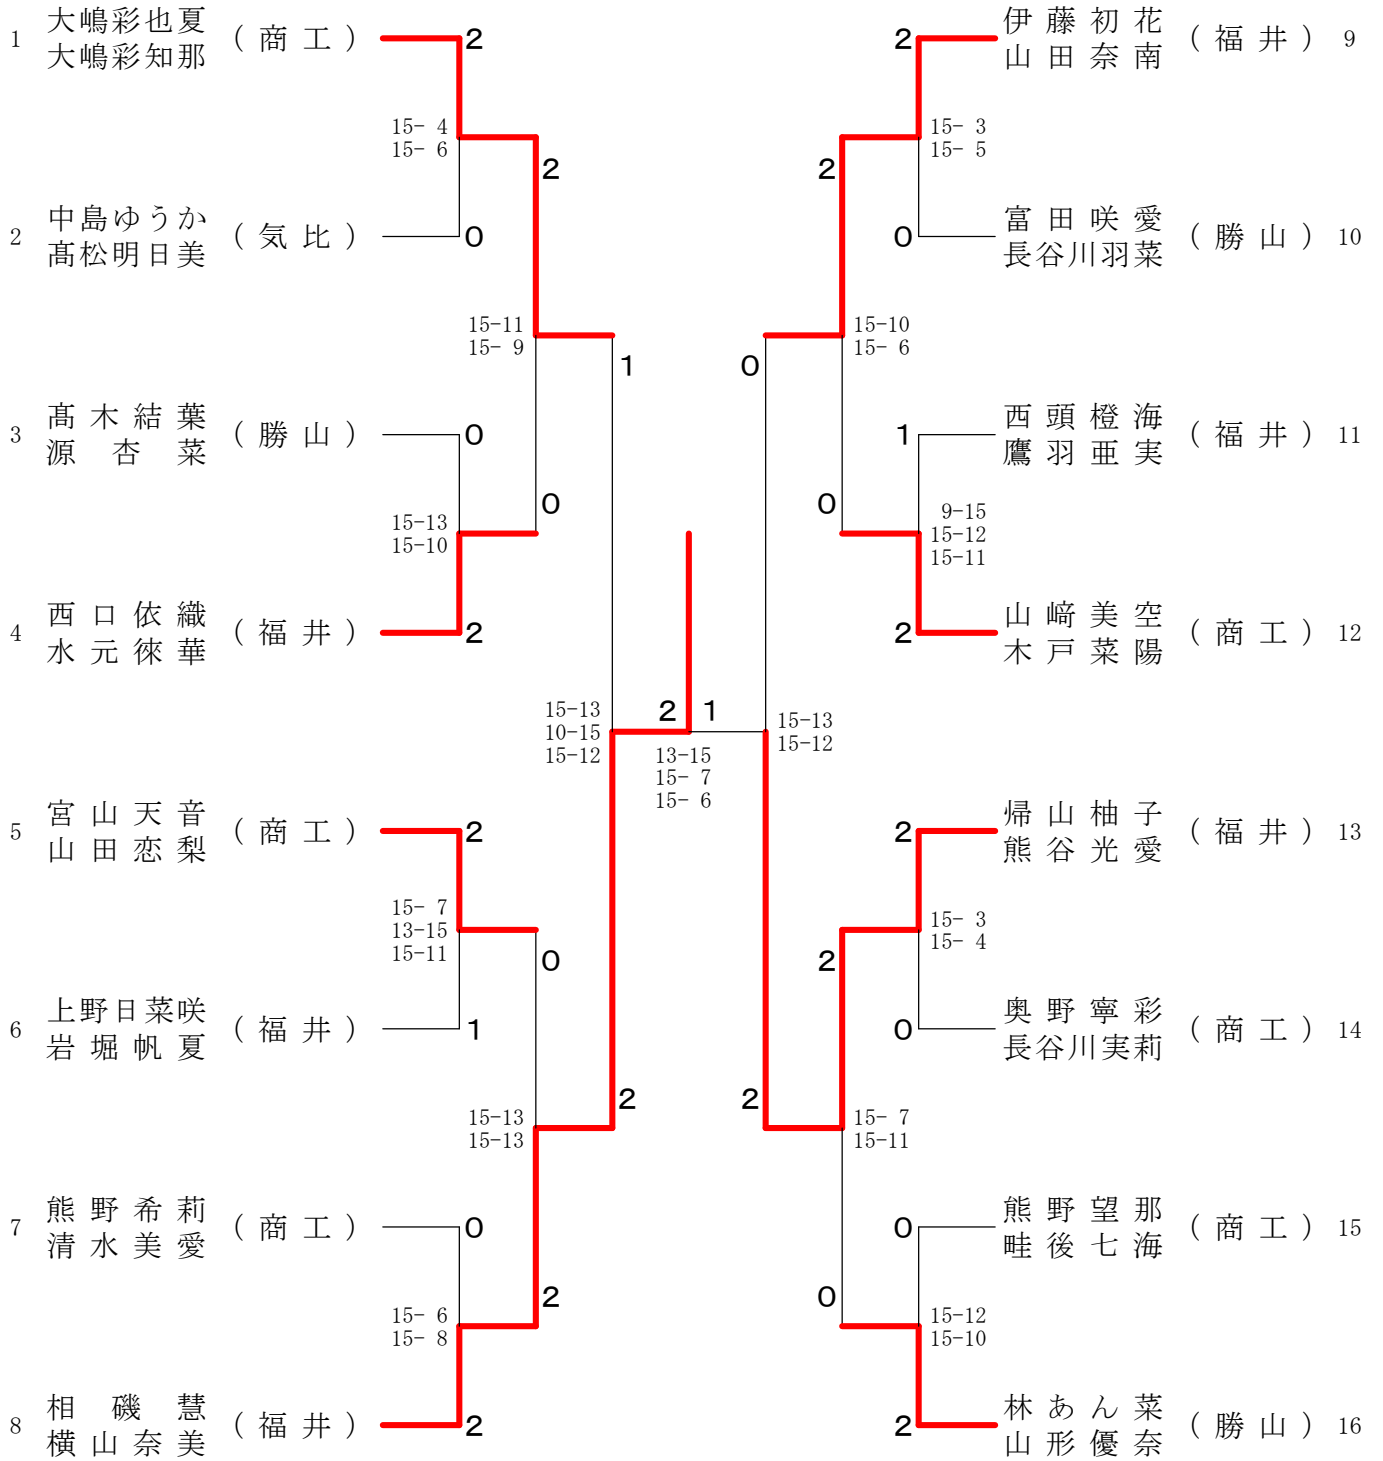 1 大嶋彩也夏 (商工) 2
大嶋彩知那
15- 4
15- 6
2
2 中島ゆうか (気比) 0
髙松明日美
15-11
15- 9
1
3 髙木結葉 (勝山) 0
源杏菜
0
15-13
15-10
4 西口依織 (福井) 2
水元徠華
15-13
10-15
15-12
2 1
13-15
15- 7
15- 6
5 宮山天音 (商工) 2
山田恋梨
15- 7
13-15
15-11
0
6 上野日菜咲 (福井) 1
岩堀帆夏
2
15-13
15-13
7 熊野希莉 (商工) 0
清水美愛
2
15- 6
15- 8
8 相磯慧 (福井) 2
横山奈美
2 伊藤初花 (福井) 9
山田奈南
15- 3
15- 5
2
0 富田咲愛 (勝山) 10
長谷川羽菜
15-10
15- 6
0
1 西頭橙海 (福井) 11
鷹羽亜実
0
9-15
15-12
15-11
2 山﨑美空 (商工) 12
木戸菜陽
15-13
15-12
2 帰山柚子 (福井) 13
熊谷光愛
15- 3
15- 4
2
0 奥野寧彩 (商工) 14
長谷川実莉
2
15- 7
15-11
0 熊野望那 (商工) 15
畦後七海
0
15-12
15-10
2 林あん菜 (勝山) 16
山形優奈